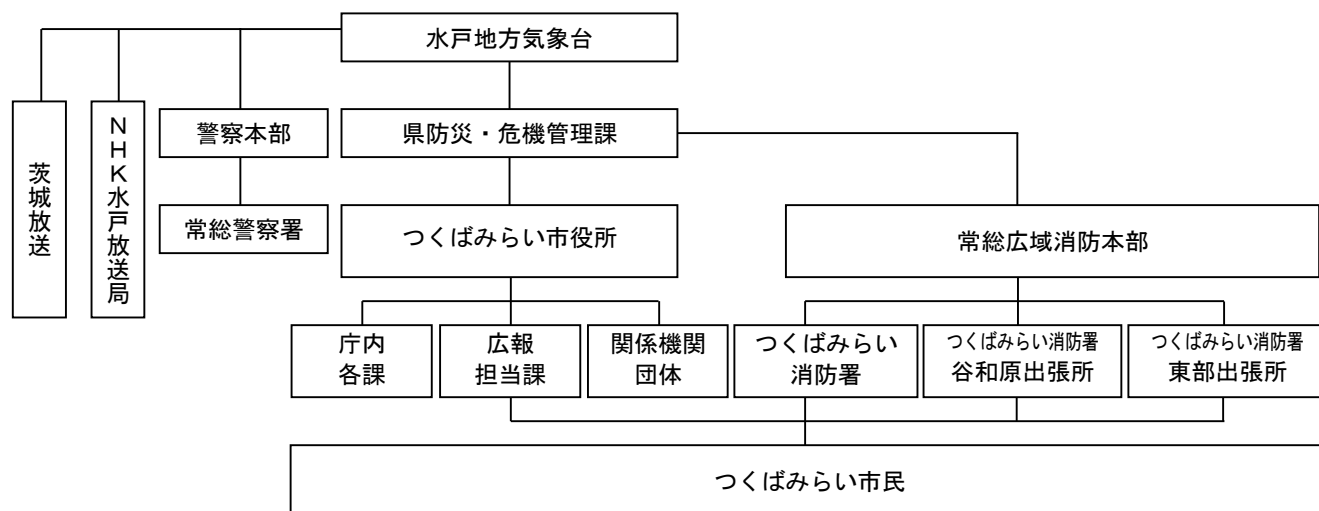 水戸地方気象台
茨城放送
ＮＨＫ水戸放送局
警察本部
県防災・危機管理課
常総警察署
つくばみらい市役所
常総広域消防本部
庁内
各課
広報
担当課
関係機関
団体
つくばみらい
消防署
つくばみらい消防署
谷和原出張所
つくばみらい消防署
東部出張所
つくばみらい市民